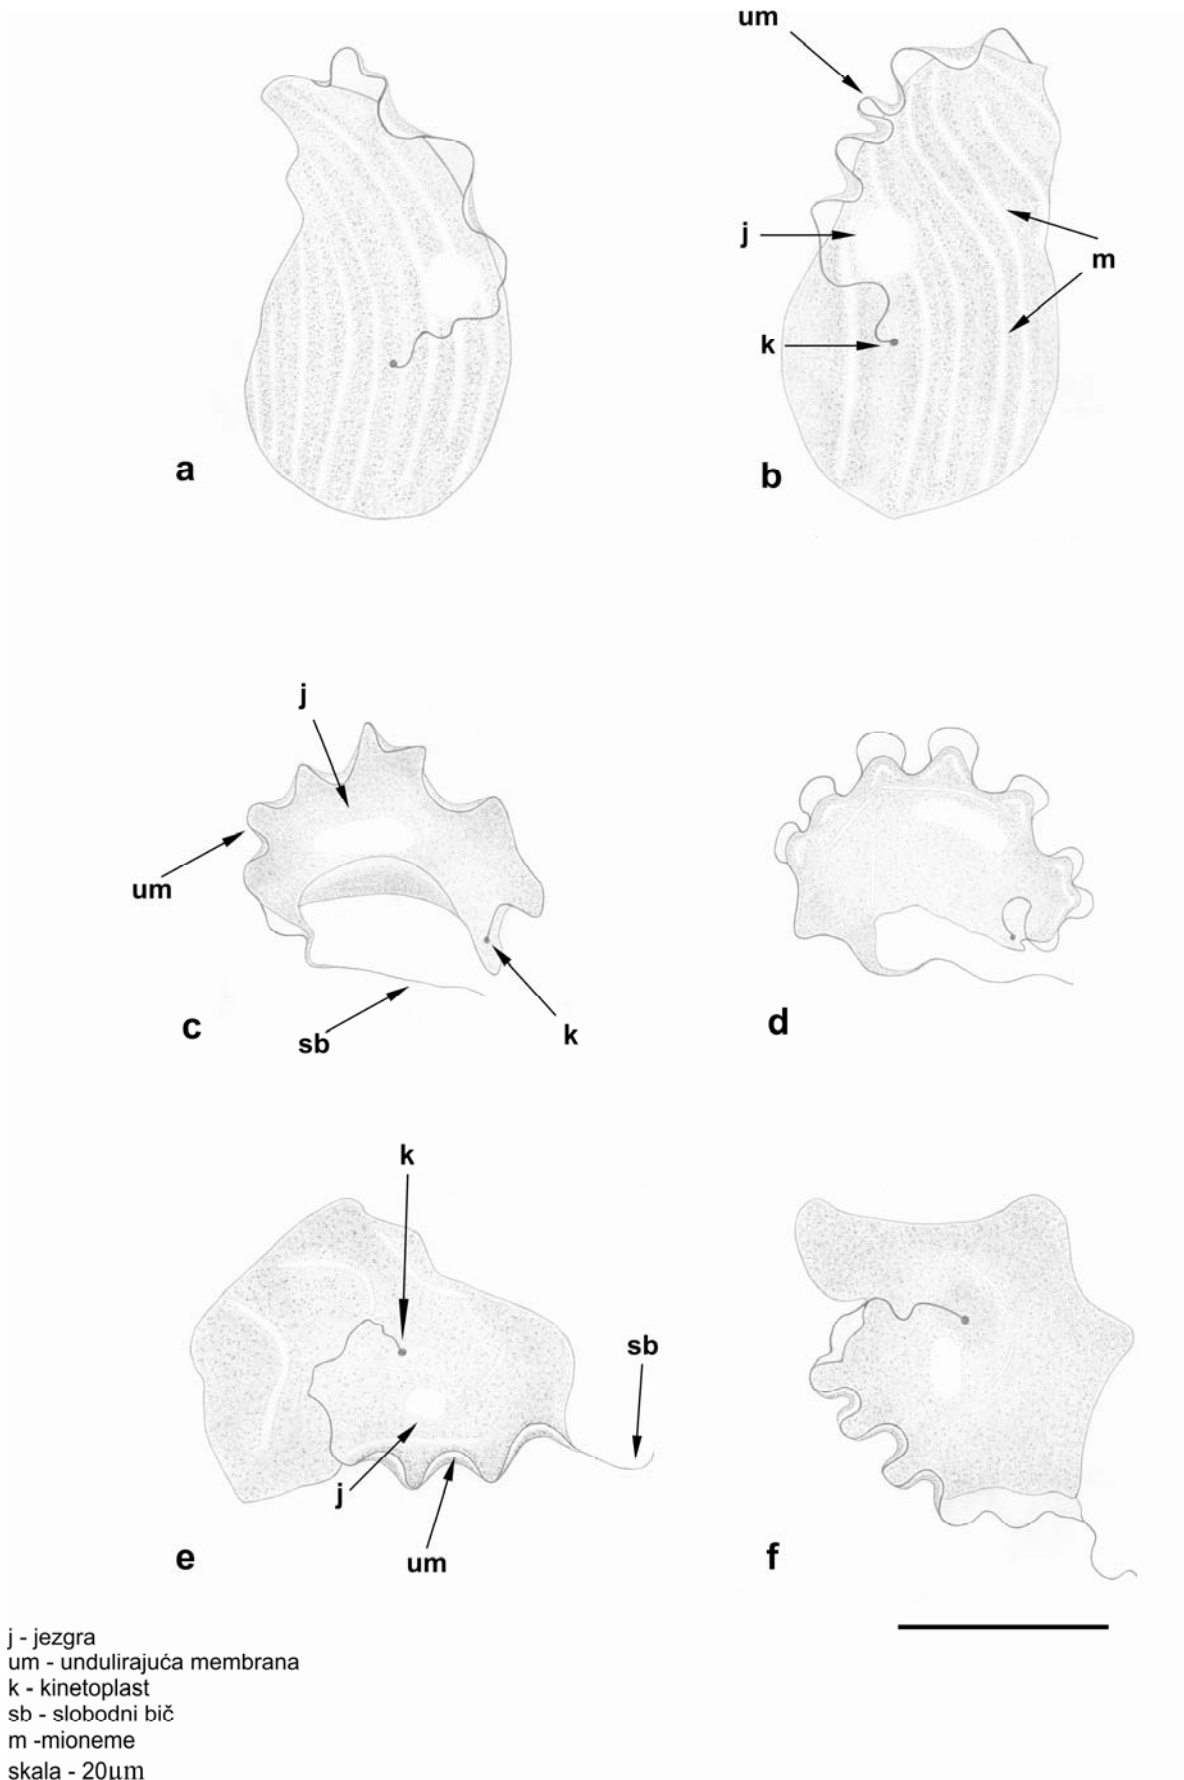 um
j
m
k
a
b
j
um
k
sb
c
d
k
sb
j
um
e
f
j - jezgra
um - undulirajuća membrana
k - kinetoplast
sb - slobodni bič
m -mioneme
skala - 20µm